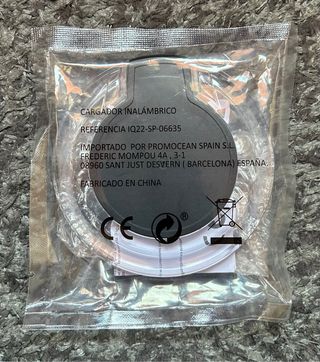 CARGADOR INALÁMBRICO
REFERENCIA IQ22-SP-06635
IMPORTADO POR PROMOCEAN SPAIN S.L.
FREDERIC MOMPOU 4A , 3-1
08960 SANT JUST DESVERN ( BARCELONA) ESPAÑA.
FABRICADO EN CHINA
CE